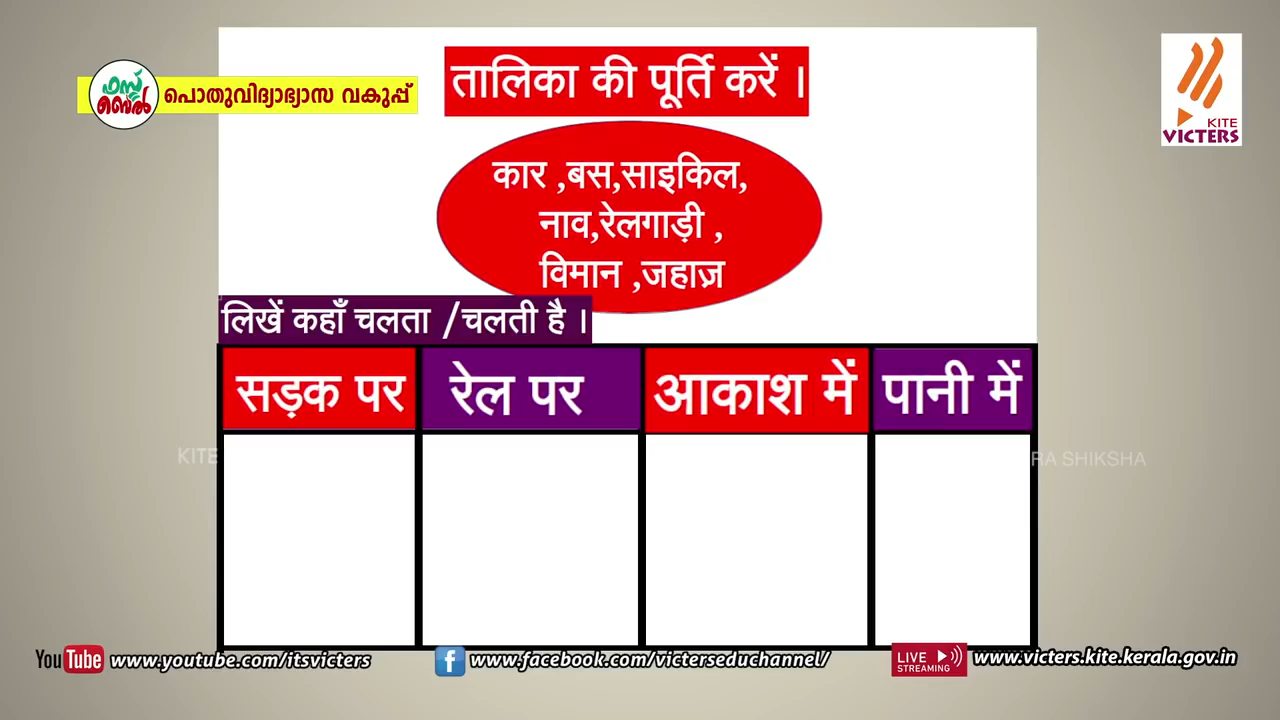 तालिका की पूर्ति करें ।
ഫസ്റ്റ് ബെൽ
പൊതുവിദ്യാഭ്യാസ വകുപ്പ്
KITE VICTERS
कार ,बस,साइकिल,
नाव,रेलगाड़ी ,
विमान ,जहाज़
लिखें कहाँ चलता /चलती है ।
सड़क पर रेल पर आकाश में पानी में
KITE RA SHIKSHA
YouTube www.youtube.com/itsvicters
f www.facebook.com/victerseduchannel/
LIVE STREAMING www.victers.kite.kerala.gov.in